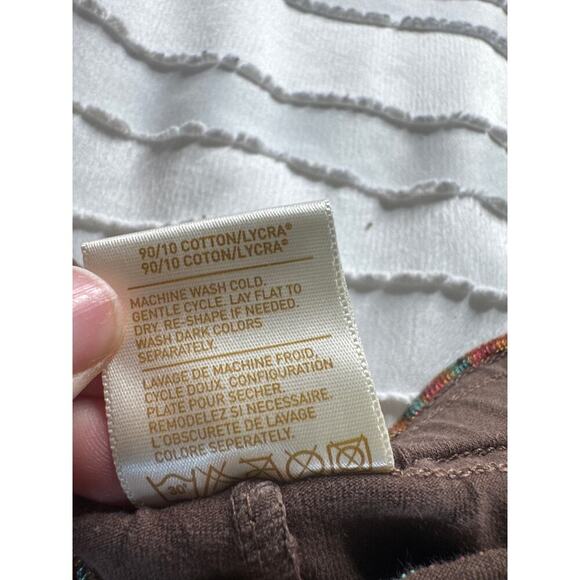 90/10 COTTON/LYCRA®
90/10 COTON/LYCRA®
MACHINE WASH COLD.
GENTLE CYCLE. LAY FLAT TO
DRY. RE-SHAPE IF NEEDED.
WASH DARK COLORS
SEPARATELY.
LAVAGE DE MACHINE FROID.
CYCLE DOUX. CONFIGURATION
PLATE POUR SECHER.
REMODELEZ SI NECESSAIRE.
L'OBSCURETE DE LAVAGE
COLORE SEPERATELY.
30°